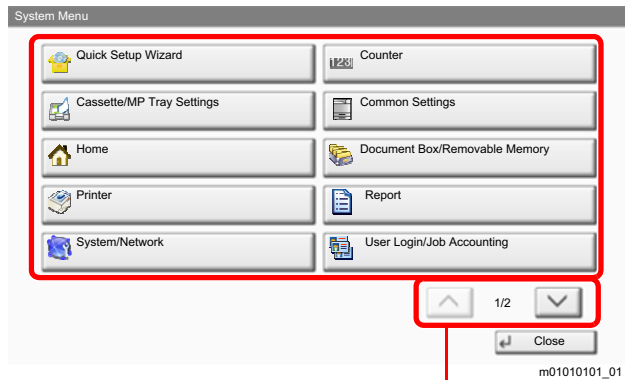 System Menu
Quick Setup Wizard
Counter
Cassette/MP Tray Settings
Common Settings
Home
Document Box/Removable Memory
Printer
Report
System/Network
User Login/Job Accounting
1/2
Close
m01010101_01